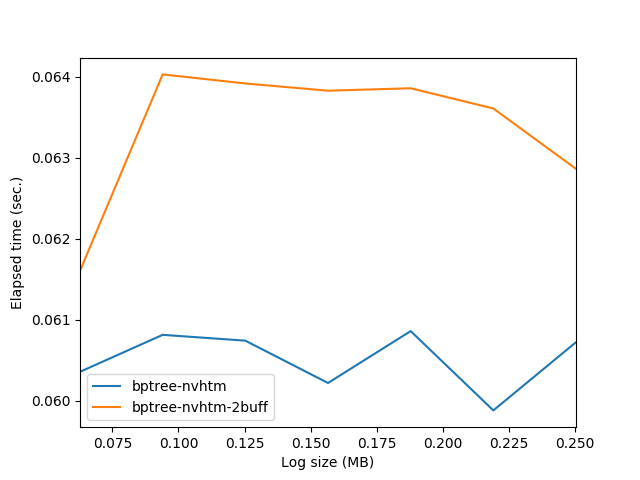 0.064
0.063
0.062
0.061
0.060
Elapsed time (sec.)
bptree-nvhtm
bptree-nvhtm-2buff
0.075 0.100 0.125 0.150 0.175 0.200 0.225 0.250
Log size (MB)